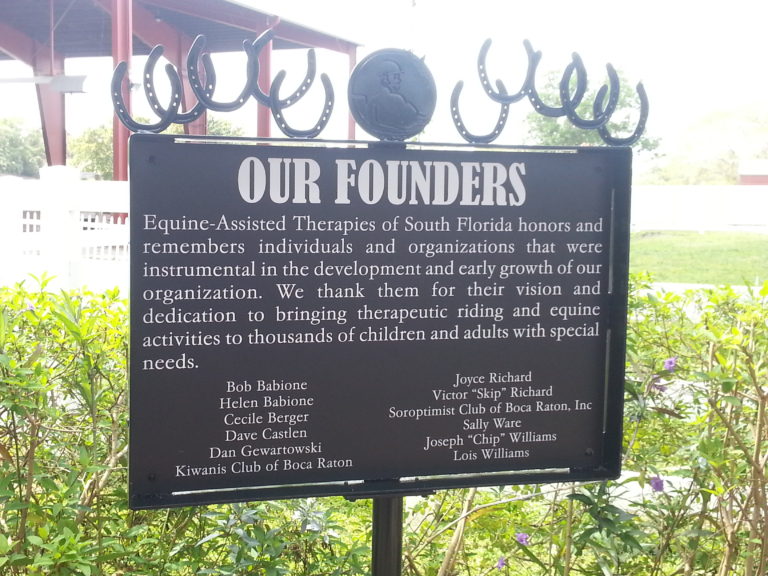 OUR FOUNDERS
Equine-Assisted Therapies of South Florida honors and
remembers individuals and organizations that were
instrumental in the development and early growth of our
organization. We thank them for their vision and
dedication to bringing therapeutic riding and equine
activities to thousands of children and adults with special
needs.
Bob Babione
Helen Babione
Cecile Berger
Dave Castlen
Dan Gewartowski
Kiwanis Club of Boca Raton
Joyce Richard
Victor “Skip” Richard
Soroptimist Club of Boca Raton, Inc
Sally Ware
Joseph “Chip” Williams
Lois Williams